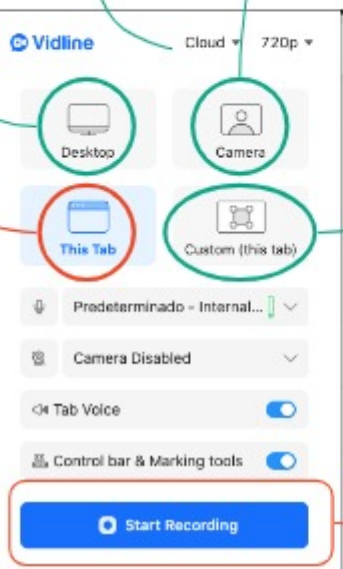 Vidline
Cloud 720p
Desktop Camera
This Tab Custom (this tab)
Predeterminado - Internal...
Camera Disabled
Tab Voice
Control bar & Marking tools
Start Recording